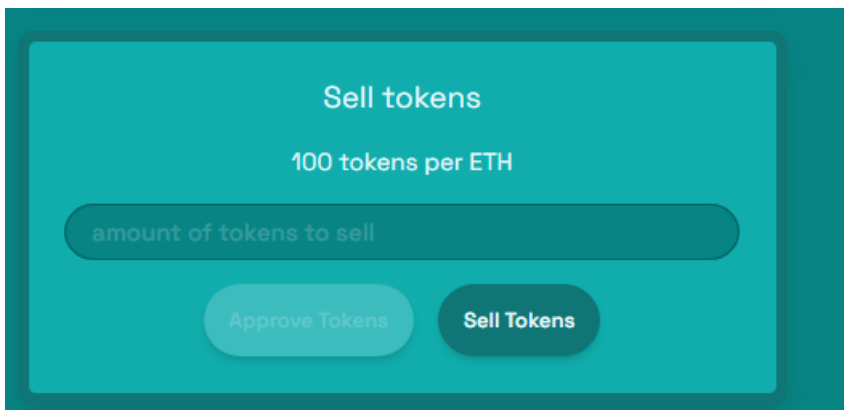 Sell tokens
100 tokens per ETH
amount of tokens to sell
Approve Tokens
Sell Tokens